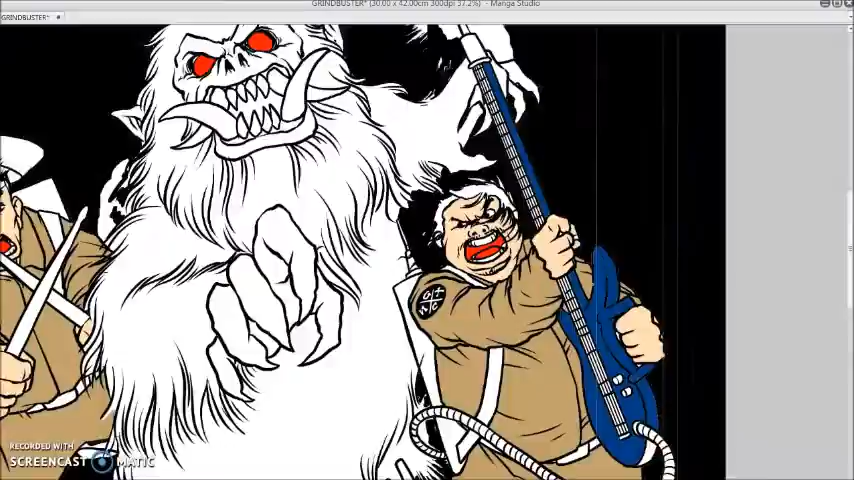 GRINDBUSTER* (30.00 x 42.00cm 300dpi 37.2%) - Manga Studio
GRINDBUSTER*
RECORDED WITH
SCREENCAST MATIC